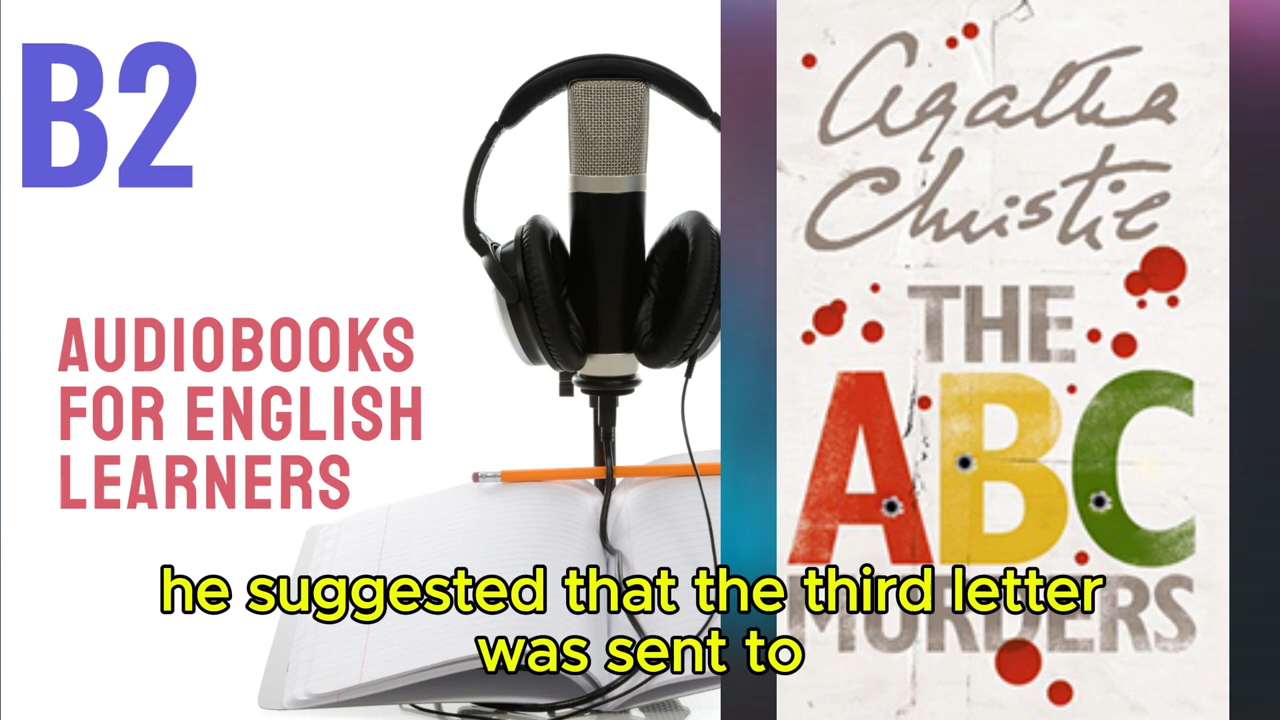 B2
AUDIOBOOKS
FOR ENGLISH
LEARNERS
Agatha
Christie
THE
ABC
MURDERS
he suggested that the third letter
was sent to